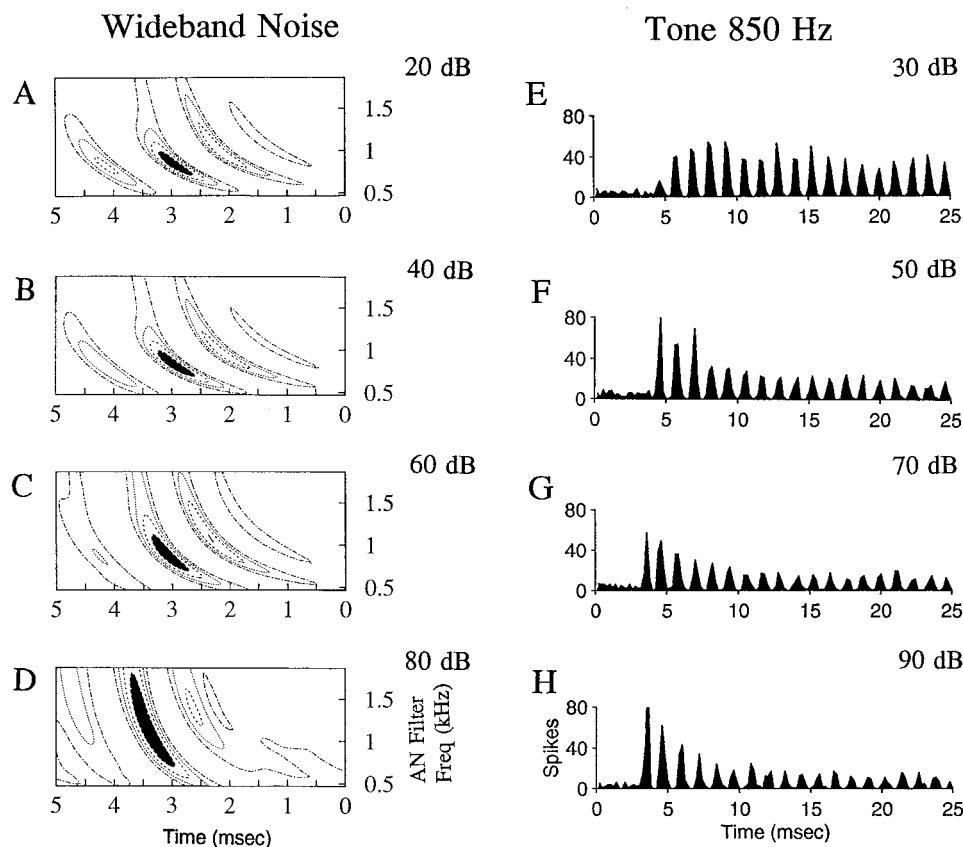 Wideband Noise
Tone 850 Hz
A
20 dB
1.5
1
0.5
5 4 3 2 1 0
B
40 dB
1.5
1
0.5
5 4 3 2 1 0
C
60 dB
1.5
1
0.5
5 4 3 2 1 0
D
80 dB
1.5
1
0.5
AN Filter
Freq (kHz)
5 4 3 2 1 0
Time (msec)
E
30 dB
80
40
0
0 5 10 15 20 25
F
50 dB
80
40
0
0 5 10 15 20 25
G
70 dB
80
40
0
0 5 10 15 20 25
H
90 dB
80
40
0
Spikes
0 5 10 15 20 25
Time (msec)